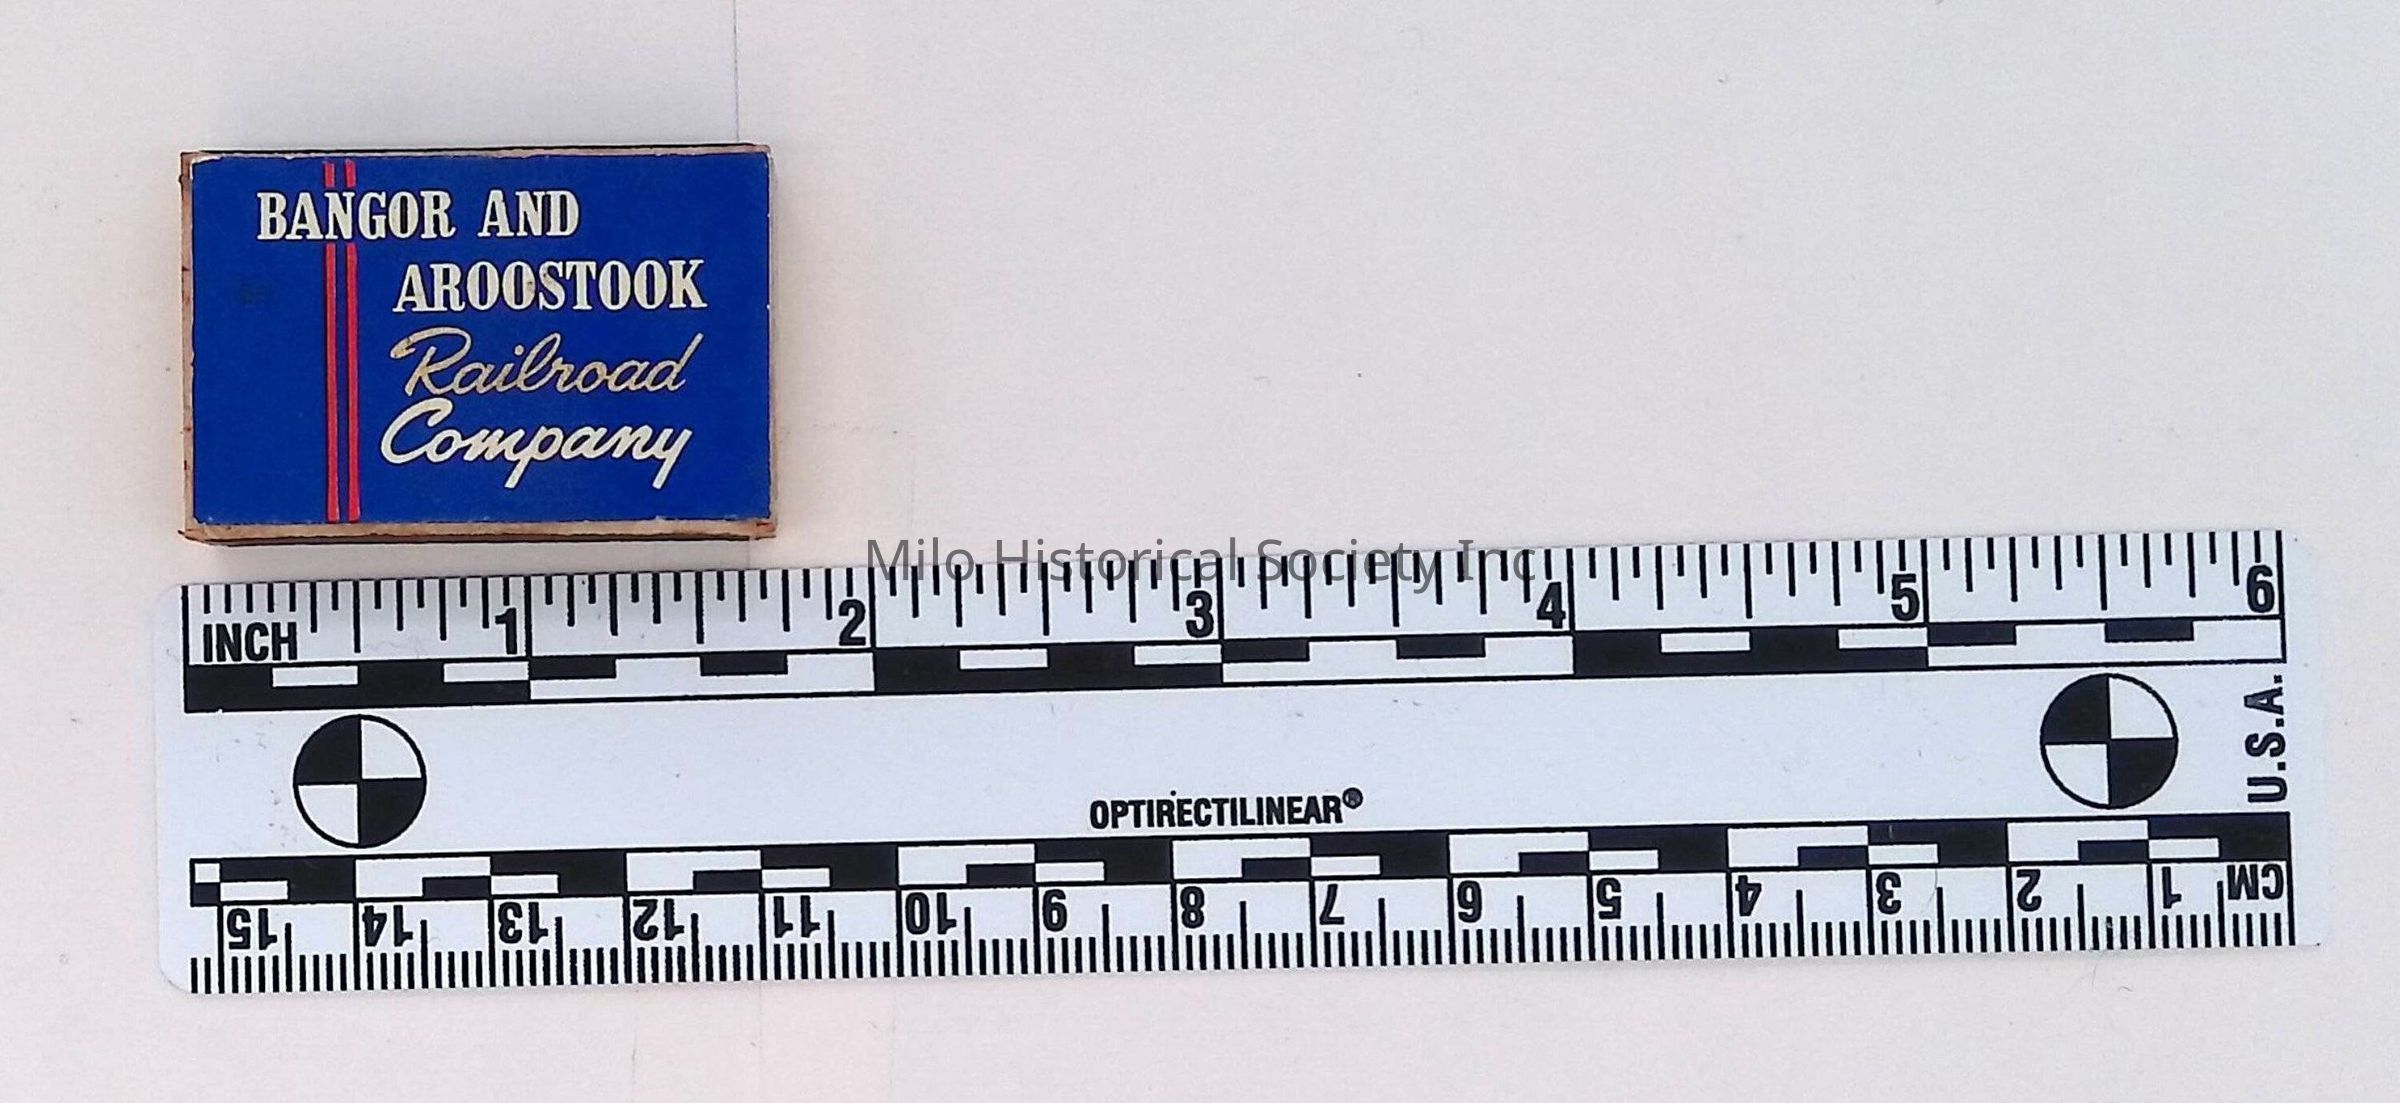 BANGOR AND
AROOSTOOK
Railroad
Company
Milo Historical Society Inc
INCH 1 2 3 4 5 6
U.S.A.
OPTIRECTILINEAR®
15 14 13 12 11 10 9 8 7 6 5 4 3 2 1 CM